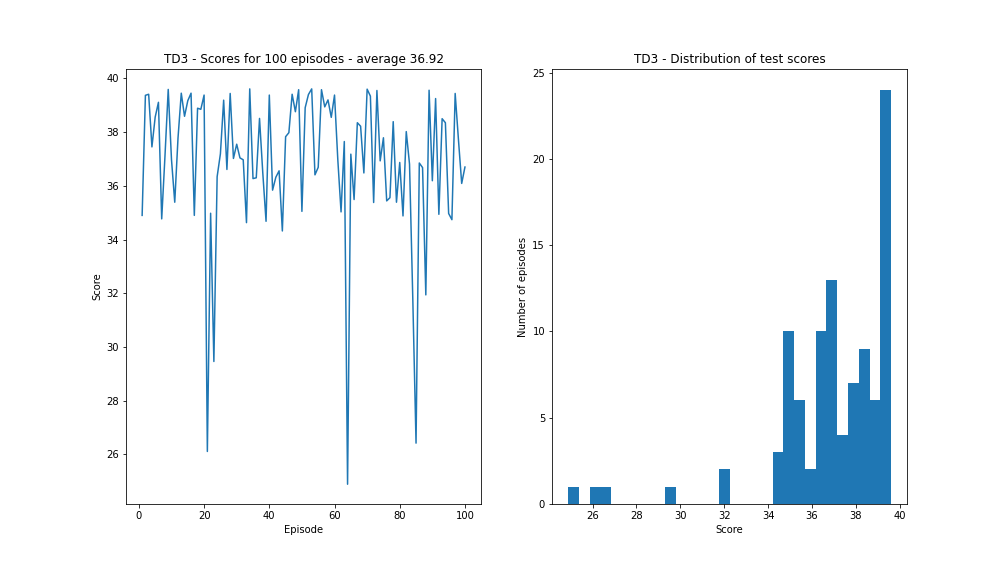 TD3 - Scores for 100 episodes - average 36.92
40
38
36
34
32
30
28
26
Score
0 20 40 60 80 100
Episode
TD3 - Distribution of test scores
25
20
15
10
5
0
Number of episodes
26 28 30 32 34 36 38 40
Score